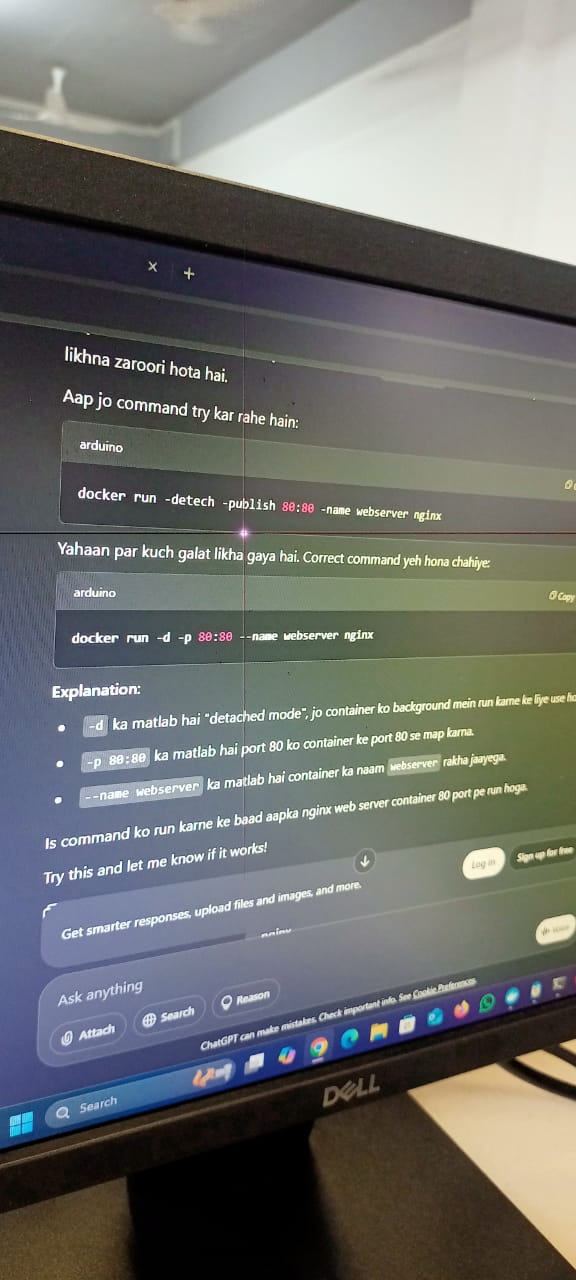 likhna zaroori hota hai.
Aap jo command try kar rahe hain:
arduino
docker run -detech -publish 80:80 -name webserver nginx
Yahaan par kuch galat likha gaya hai. Correct command yeh hona chahiye:
arduino
Copy
docker run -d -p 80:80 --name webserver nginx
Explanation:
-d ka matlab hai "detached mode", jo container ko background mein run karne ke liye use
-p 80:80 ka matlab hai port 80 ko container ke port 80 se map karna.
--name webserver ka matlab hai container ka naam webserver rakha jaayega.
Is command ko run karne ke baad aapka nginx web server container 80 port pe run hoga.
Try this and let me know if it works!
Log in
Sign up for free
Get smarter responses, upload files and images, and more.
Ask anything
Attach
Search
Reason
ChatGPT can make mistakes. Check important info. See Cookie Preferences.
Search
DELL